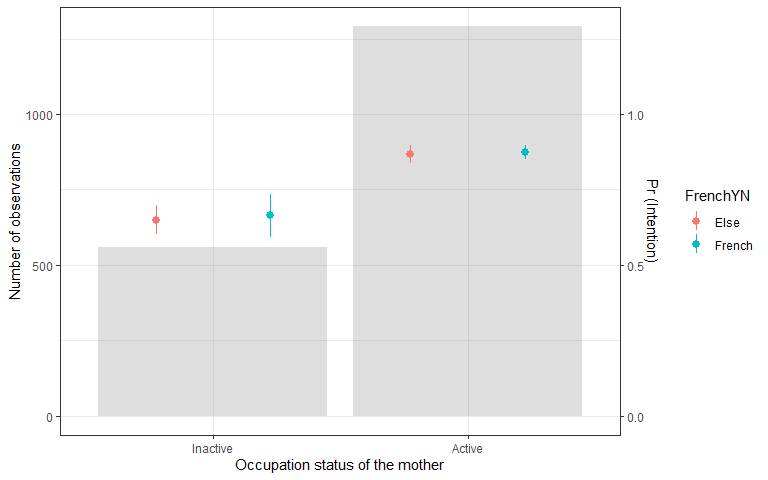 Number of observations
1000
500
0
Inactive
Active
Occupation status of the mother
1.0
0.5
0.0
Pr (Intention)
FrenchYN
Else
French